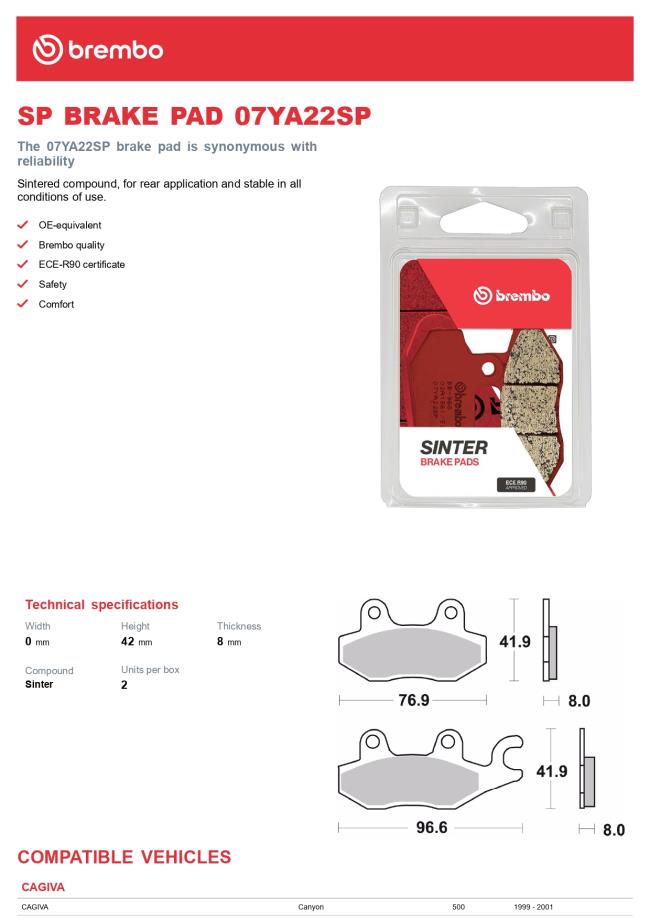 brembo
SP BRAKE PAD 07YA22SP
The 07YA22SP brake pad is synonymous with
reliability
Sintered compound, for rear application and stable in all
conditions of use.
OE-equivalent
Brembo quality
ECE-R90 certificate
Safety
Comfort
brembo
brembo
07YA22SP
SINTER
BRAKE PADS
ECE R90
APPROVED
Technical specifications
Width
Height
Thickness
0 mm
42 mm
8 mm
Compound
Units per box
Sinter
2
41.9
76.9
8.0
41.9
96.6
8.0
COMPATIBLE VEHICLES
CAGIVA
CAGIVA Canyon 500 1999 - 2001